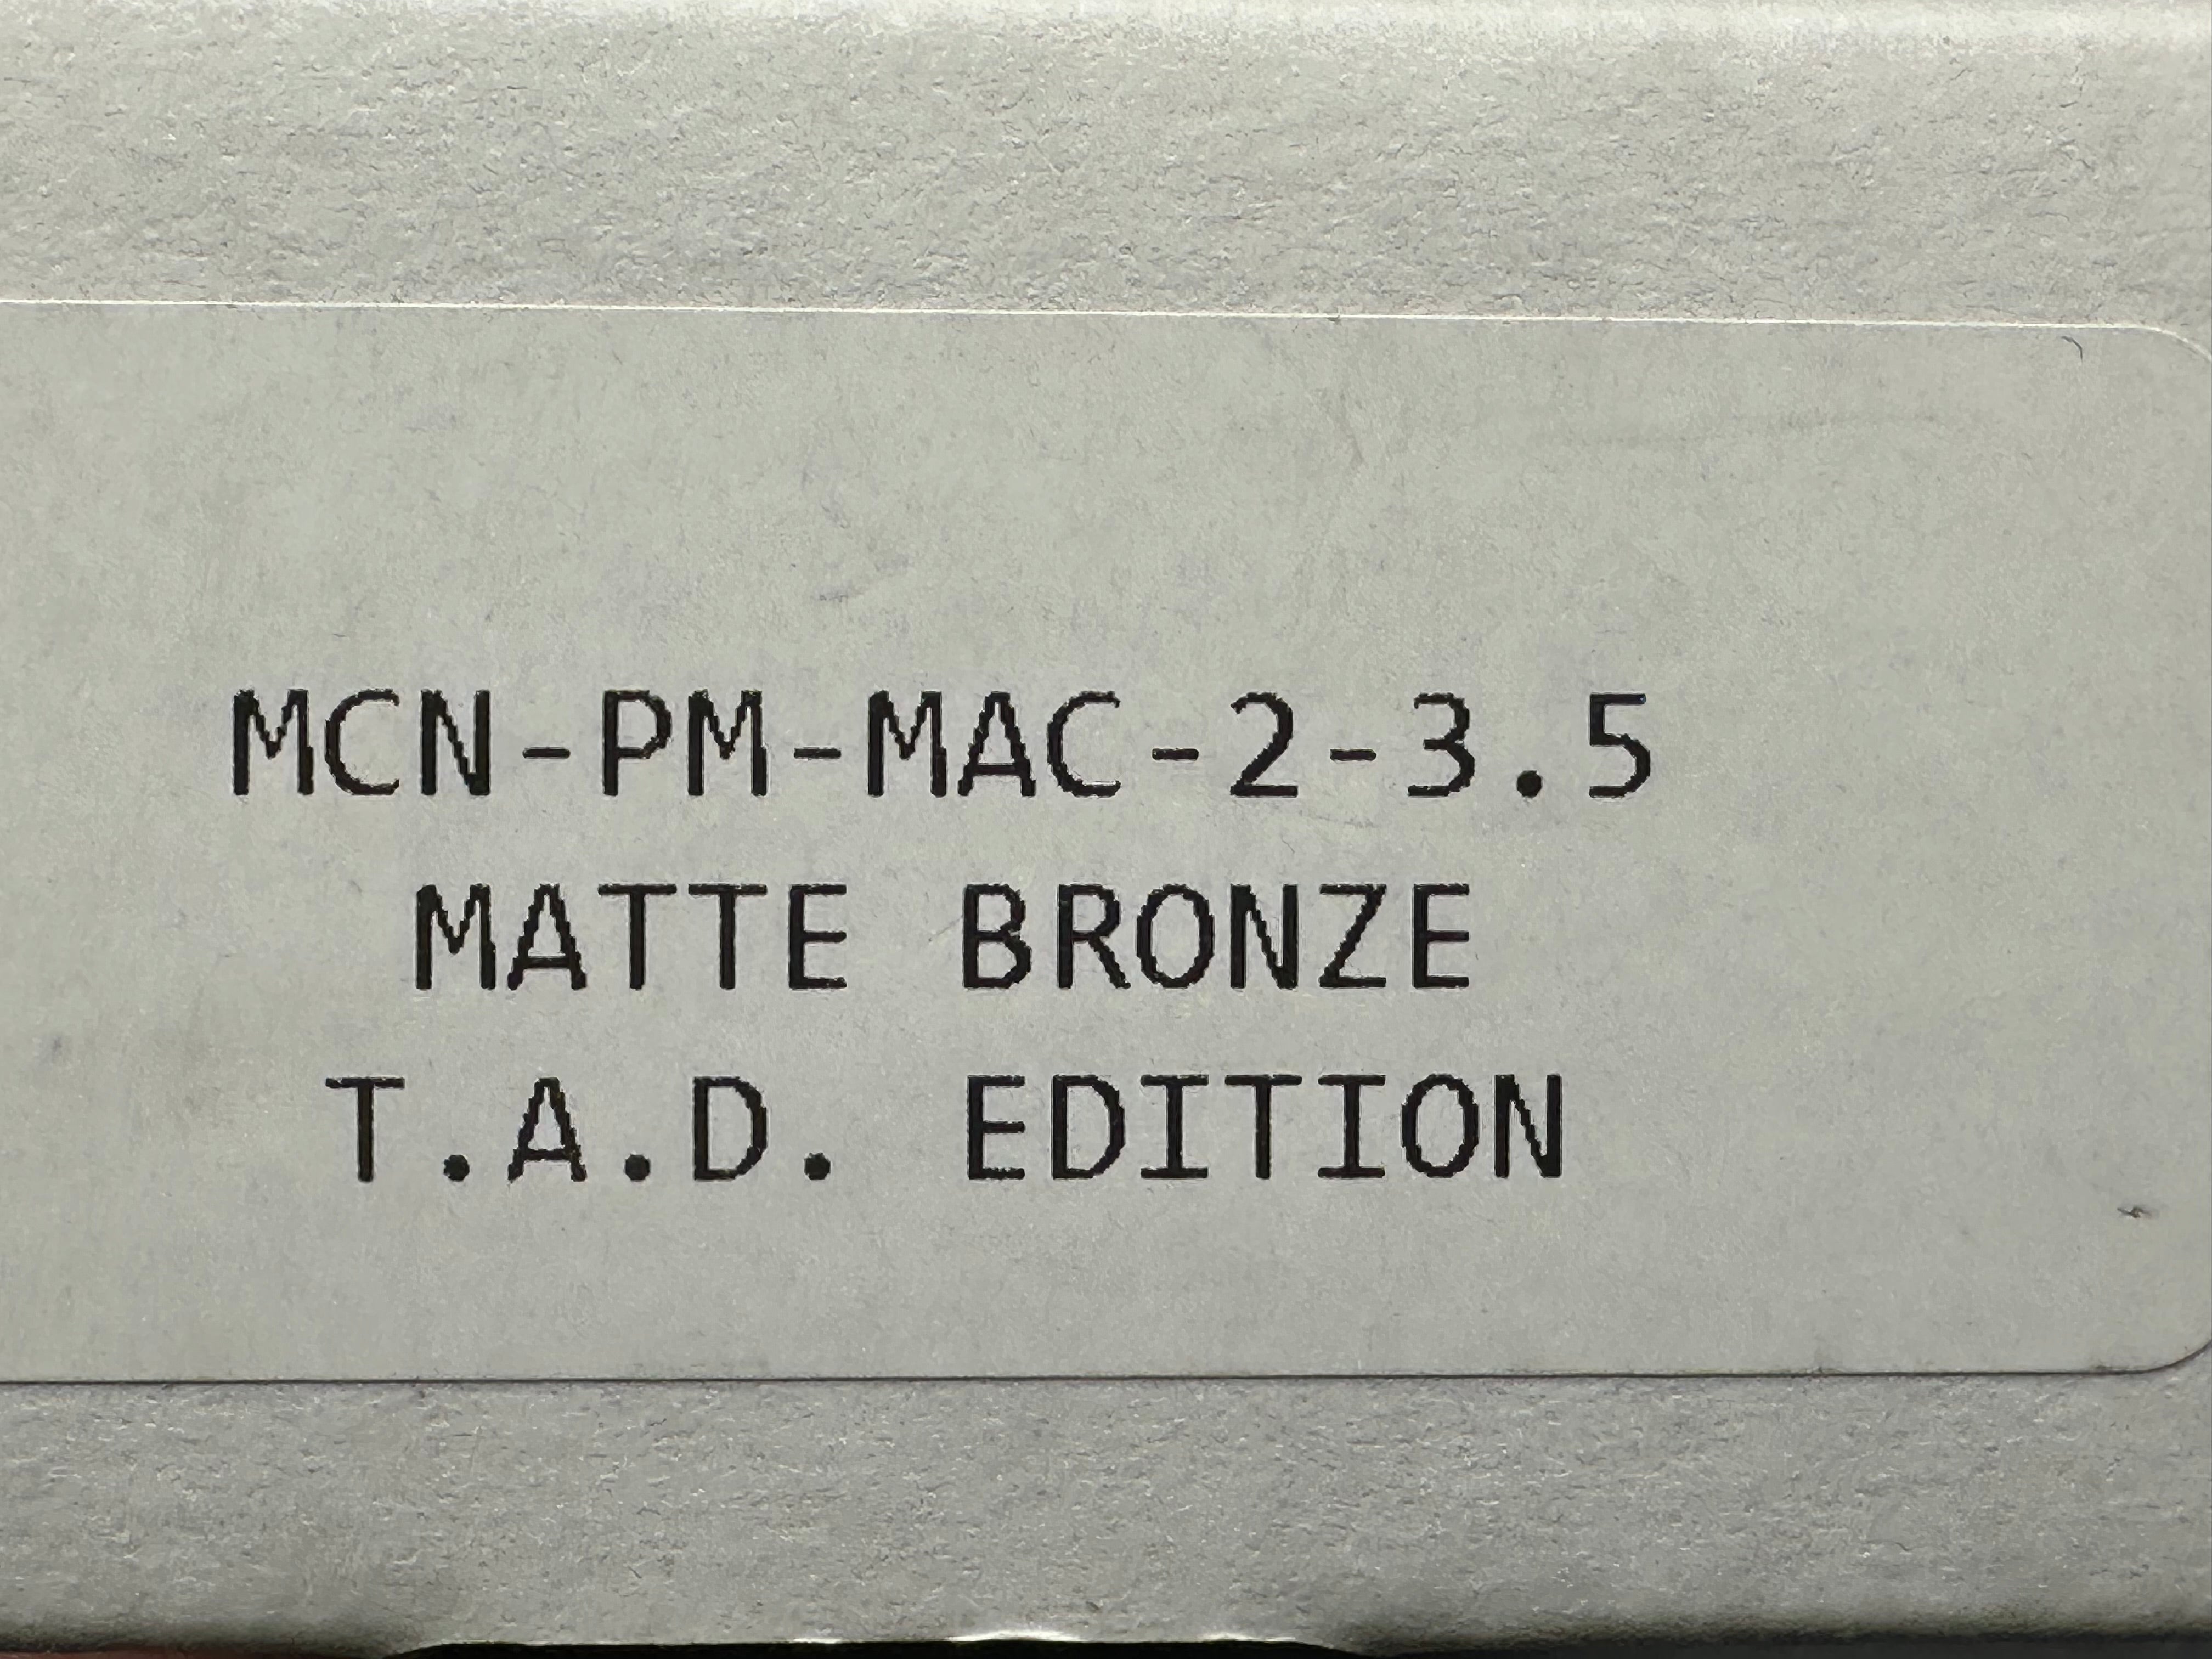 MCN-PM-MAC-2-3.5
MATTE BRONZE
T.A.D. EDITION